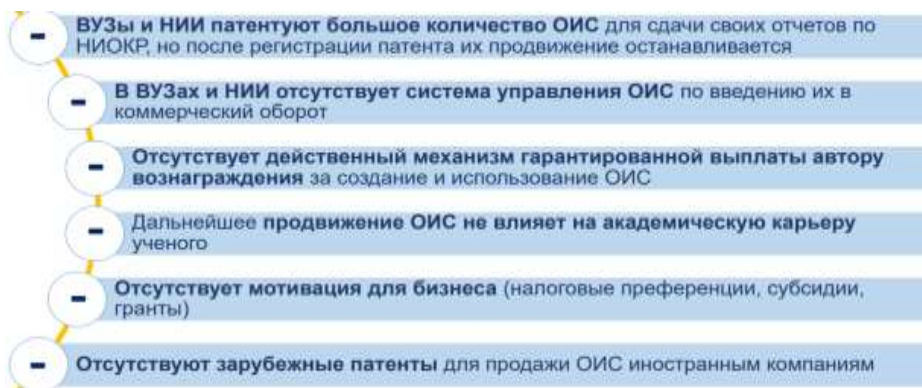 ВУЗы и НИИ патентуют большое количество ОИС для сдачи своих отчетов по
НИОКР, но после регистрации патента их продвижение останавливается
В ВУЗах и НИИ отсутствует система управления ОИС по введению их в
коммерческий оборот
Отсутствует действенный механизм гарантированной выплаты автору
вознаграждения за создание и использование ОИС
Дальнейшее продвижение ОИС не влияет на академическую карьеру
ученого
Отсутствует мотивация для бизнеса (налоговые преференции, субсидии,
гранты)
Отсутствуют зарубежные патенты для продажи ОИС иностранным компаниям